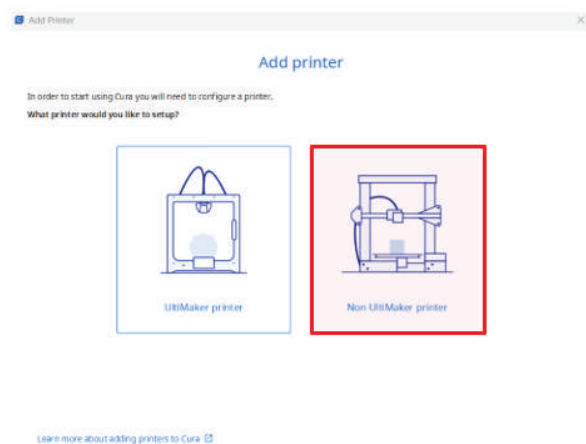 Add Printer
Add printer
In order to start using Cura you will need to configure a printer.
What printer would you like to setup?
UltiMaker printer
Non UltiMaker printer
Learn more about adding printers to Cura